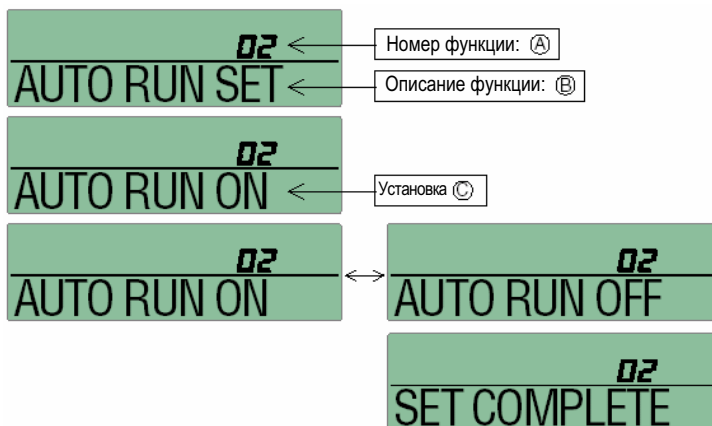 02
Номер функции: Ⓐ
AUTO RUN SET
Описание функции: Ⓑ
02
AUTO RUN ON
Установка Ⓒ
02
AUTO RUN ON
02
AUTO RUN OFF
02
SET COMPLETE